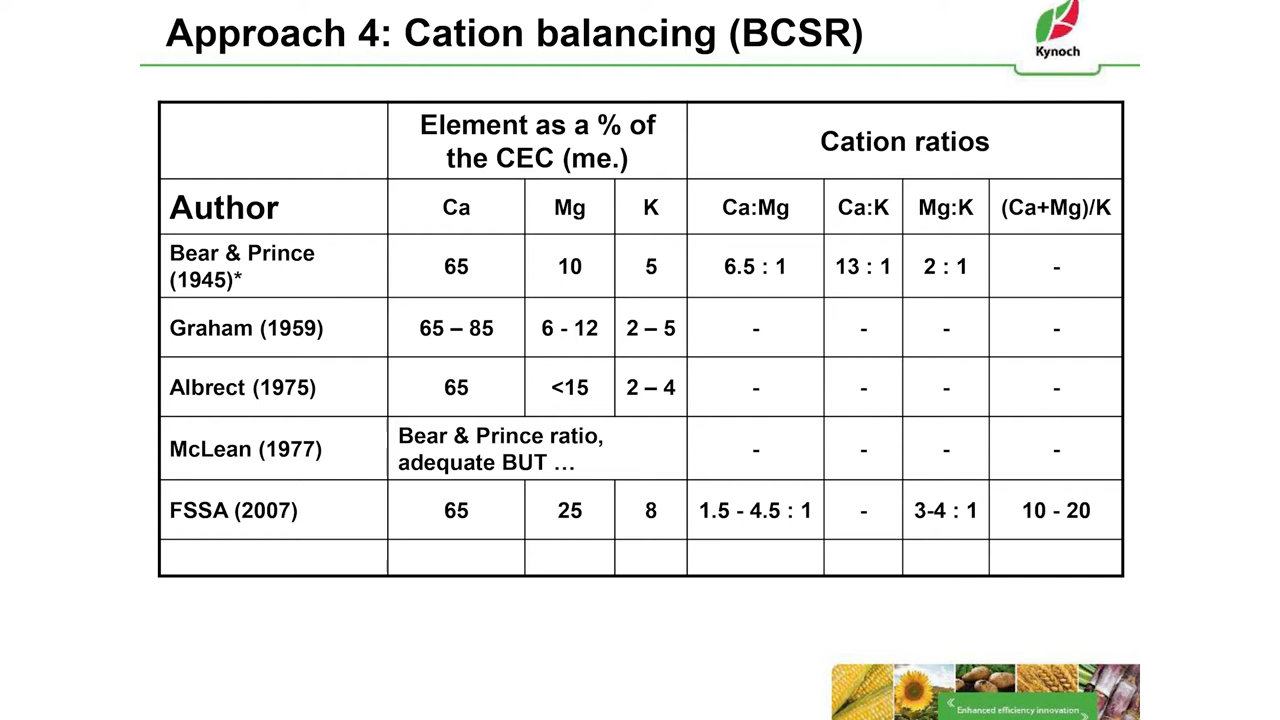 Approach 4: Cation balancing (BCSR)
Kynoch
Element as a % of
the CEC (me.)
Cation ratios
Author Ca Mg K Ca:Mg Ca:K Mg:K (Ca+Mg)/K
Bear & Prince
(1945)* 65 10 5 6.5 : 1 13 : 1 2 : 1 -
Graham (1959) 65 – 85 6 - 12 2 – 5 - - - -
Albrect (1975) 65 <15 2 – 4 - - - -
McLean (1977) Bear & Prince ratio,
adequate BUT … - - - -
FSSA (2007) 65 25 8 1.5 - 4.5 : 1 - 3-4 : 1 10 - 20
Enhanced efficiency innovation